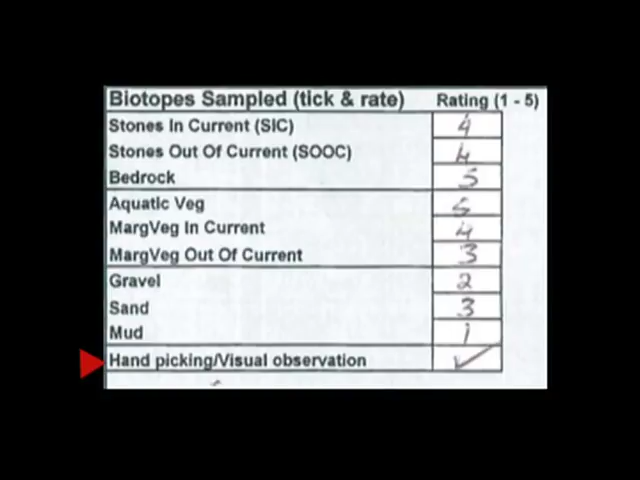 Biotopes Sampled (tick & rate) Rating (1 - 5)
Stones In Current (SIC) 4
Stones Out Of Current (SOOC) 4
Bedrock 5
Aquatic Veg 5
MargVeg In Current 4
MargVeg Out Of Current 3
Gravel 2
Sand 3
Mud 1
Hand picking/Visual observation ✓